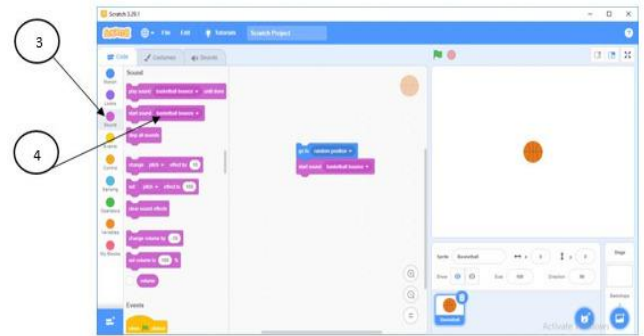 Scratch 3.29.1
SCRATCH File Edit Tutorials Scratch Project
Code Costumes Sounds
3
Motion
Looks
Sound
Events
Control
Sensing
Operators
Variables
My Blocks
4
Sound
play sound basketball bounce until done
start sound basketball bounce
stop all sounds
change pitch effect by 10
set pitch effect to 100
clear sound effects
change volume by -10
set volume to 100 %
volume
Events
when clicked
go to random position
start sound basketball bounce
Sprite Basketball x y
Show Size 100 Direction 90
Basketball
Stage
Backdrops
Activate Windows